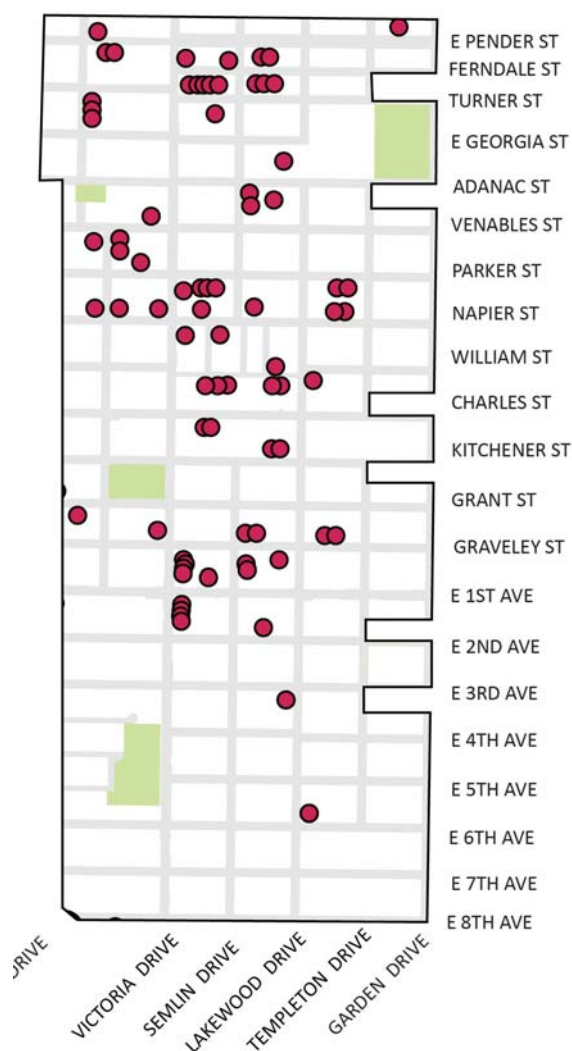 E PENDER ST
FERNDALE ST
TURNER ST
E GEORGIA ST
ADANAC ST
VENABLES ST
PARKER ST
NAPIER ST
WILLIAM ST
CHARLES ST
KITCHENER ST
GRANT ST
GRAVELEY ST
E 1ST AVE
E 2ND AVE
E 3RD AVE
E 4TH AVE
E 5TH AVE
E 6TH AVE
E 7TH AVE
E 8TH AVE
DRIVE
VICTORIA DRIVE
SEMLIN DRIVE
LAKEWOOD DRIVE
TEMPLETON DRIVE
GARDEN DRIVE